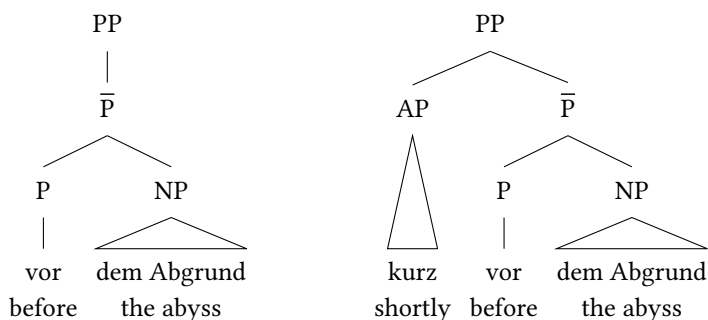 PP PP
P̅ AP P̅
P NP P NP
vor dem Abgrund kurz vor dem Abgrund
before the abyss shortly before the abyss